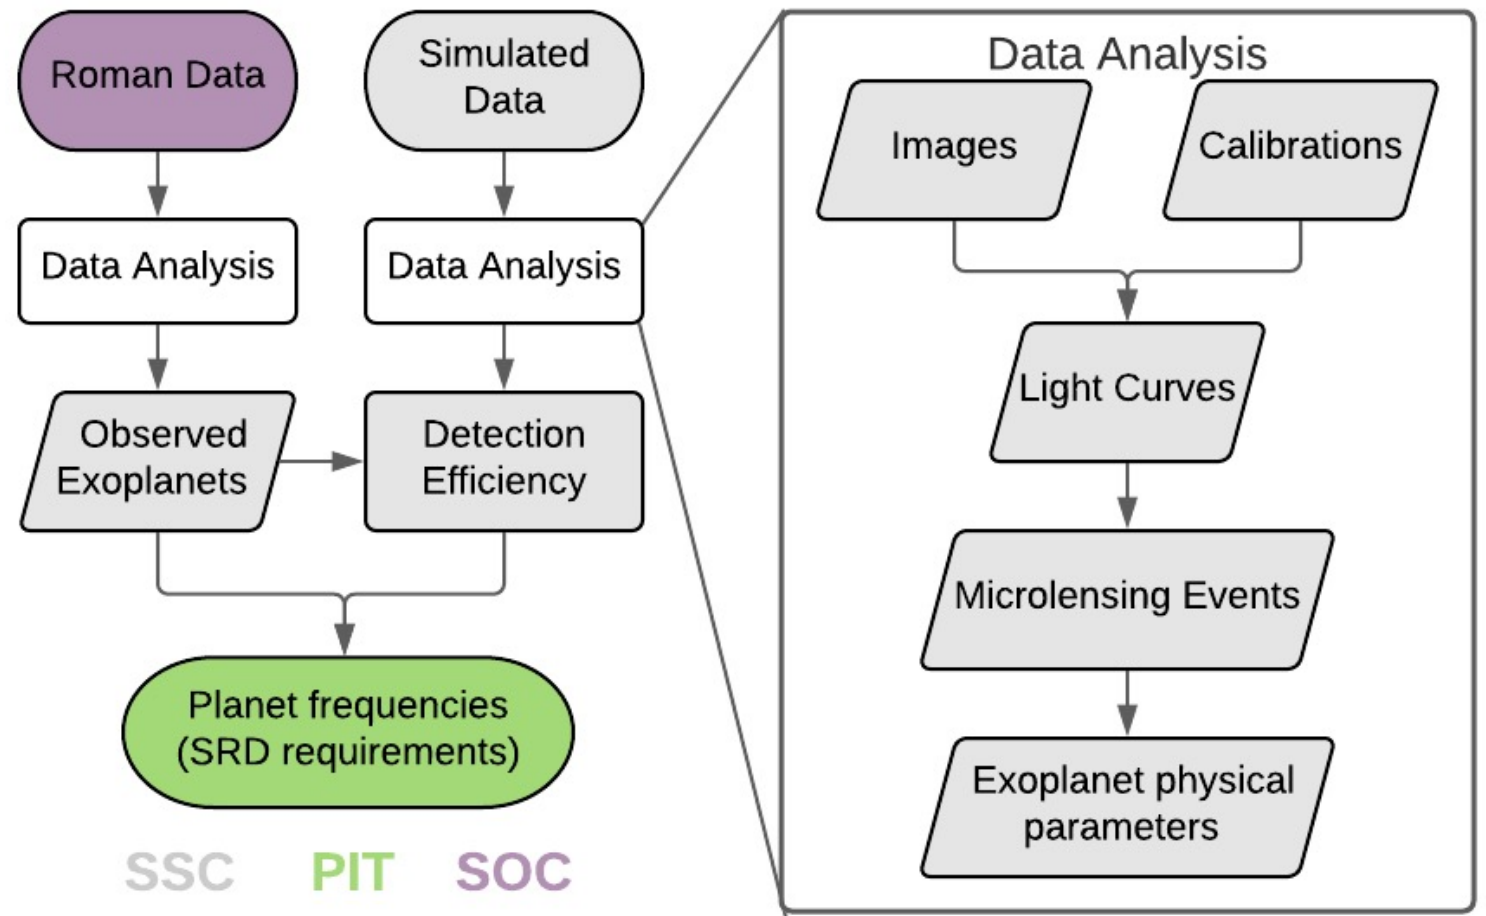 Roman Data
Simulated
Data
Data Analysis
Data Analysis
Observed
Exoplanets
Detection
Efficiency
Planet frequencies
(SRD requirements)
SSC PIT SOC
Data Analysis
Images
Calibrations
Light Curves
Microlensing Events
Exoplanet physical
parameters